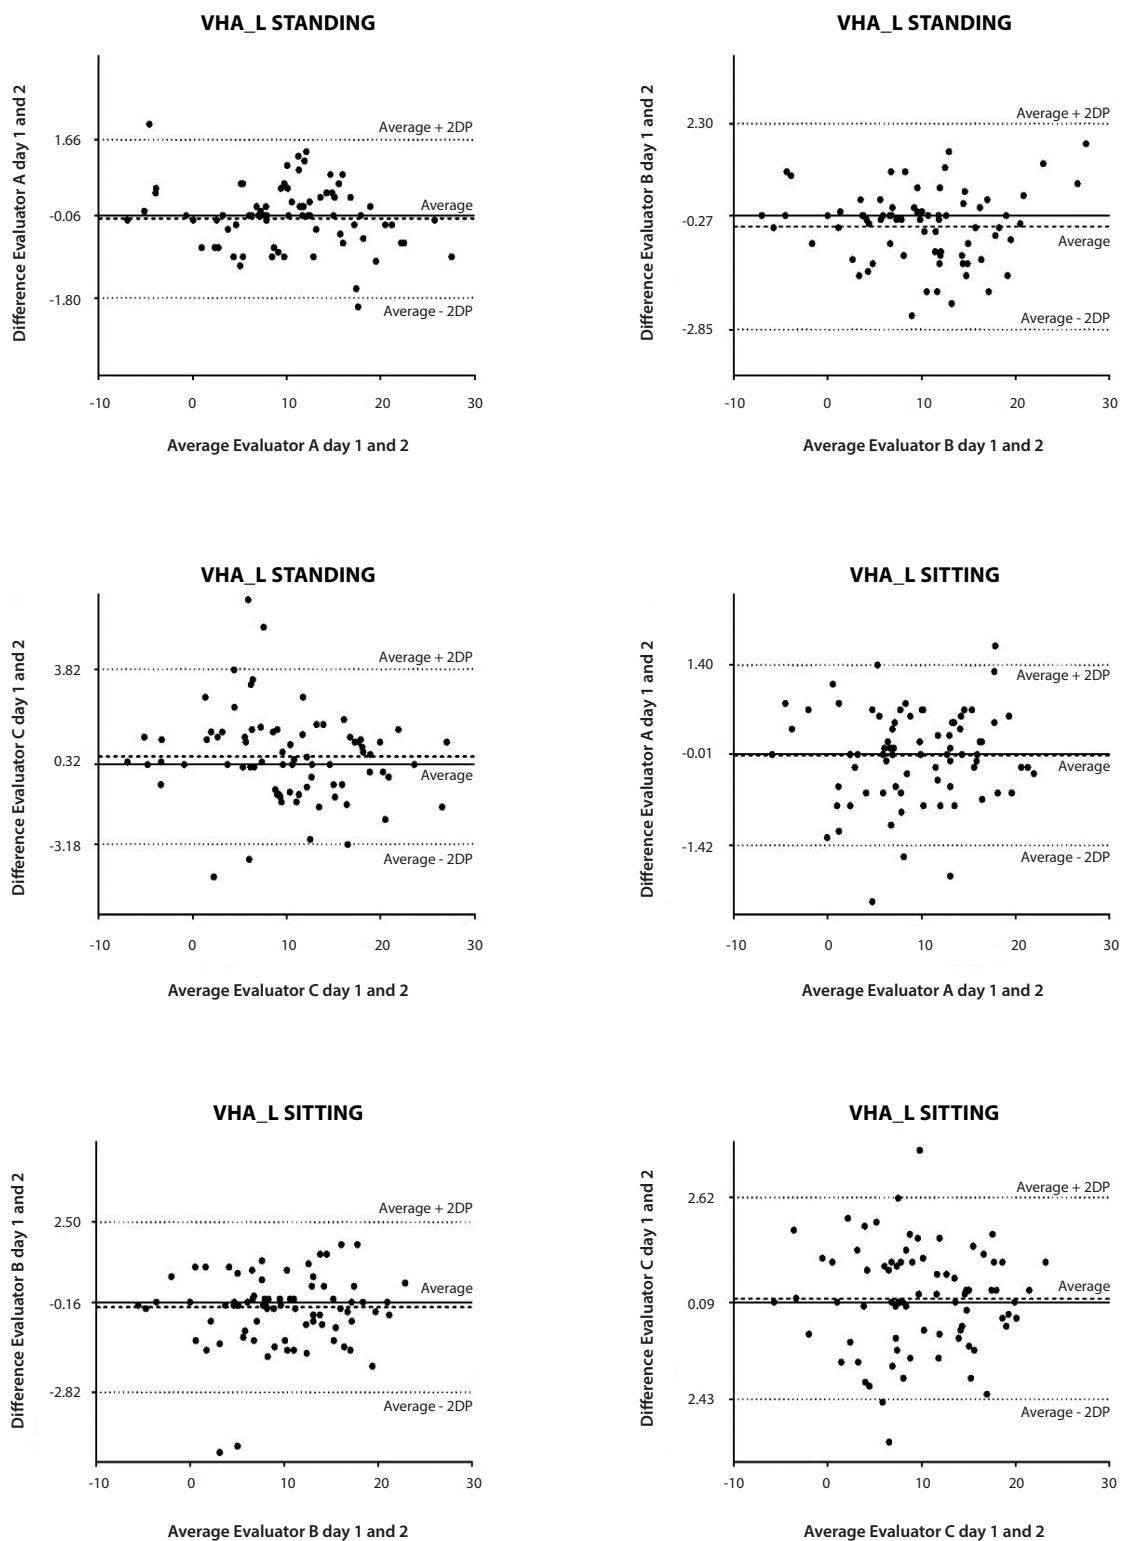 VHA_L STANDING
Difference Evaluator A day 1 and 2
1.66
-0.06
-1.80
Average + 2DP
Average
Average - 2DP
-10 0 10 20 30
Average Evaluator A day 1 and 2
VHA_L STANDING
Difference Evaluator B day 1 and 2
2.30
-0.27
-2.85
Average + 2DP
Average
Average - 2DP
-10 0 10 20 30
Average Evaluator B day 1 and 2
VHA_L STANDING
Difference Evaluator C day 1 and 2
3.82
0.32
-3.18
Average + 2DP
Average
Average - 2DP
-10 0 10 20 30
Average Evaluator C day 1 and 2
VHA_L SITTING
Difference Evaluator A day 1 and 2
1.40
-0.01
-1.42
Average + 2DP
Average
Average - 2DP
-10 0 10 20 30
Average Evaluator A day 1 and 2
VHA_L SITTING
Difference Evaluator B day 1 and 2
2.50
-0.16
-2.82
Average + 2DP
Average
Average - 2DP
-10 0 10 20 30
Average Evaluator B day 1 and 2
VHA_L SITTING
Difference Evaluator C day 1 and 2
2.62
0.09
2.43
Average + 2DP
Average
Average - 2DP
-10 0 10 20 30
Average Evaluator C day 1 and 2